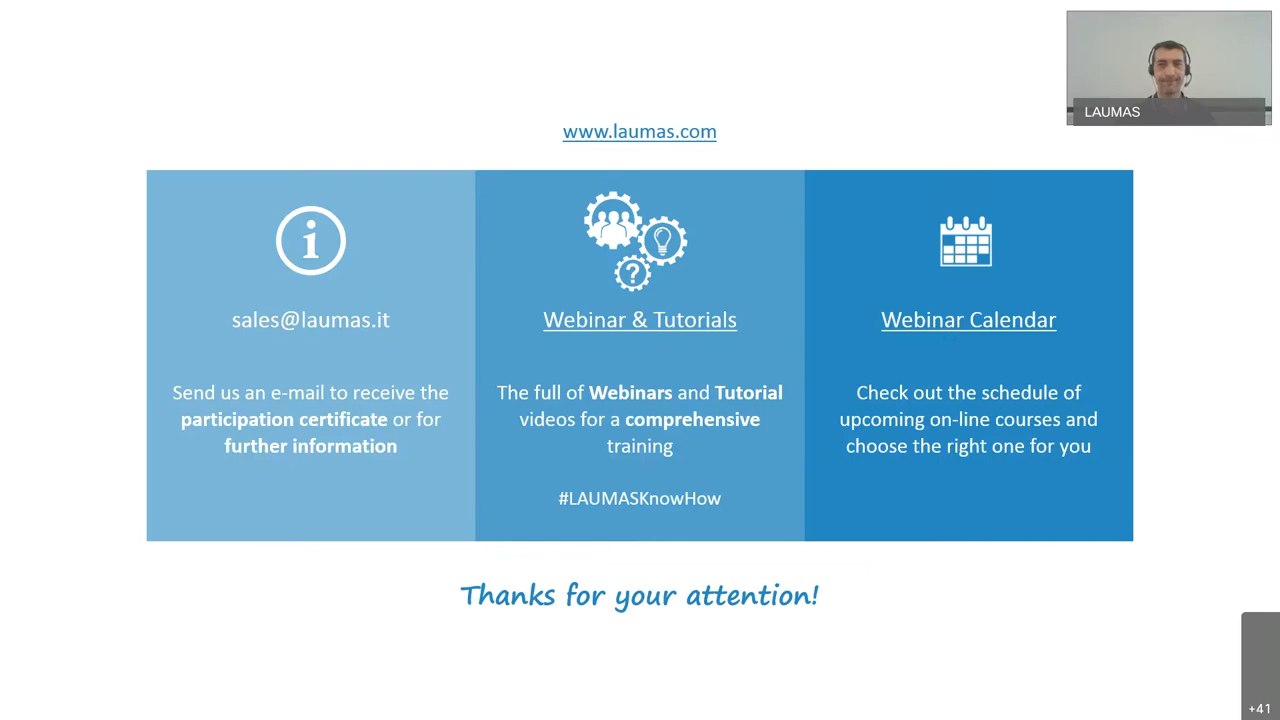 LAUMAS
www.laumas.com
sales@laumas.it
Send us an e-mail to receive the
participation certificate or for
further information
Webinar & Tutorials
The full of Webinars and Tutorial
videos for a comprehensive
training
#LAUMASKnowHow
Webinar Calendar
Check out the schedule of
upcoming on-line courses and
choose the right one for you
Thanks for your attention!
+41